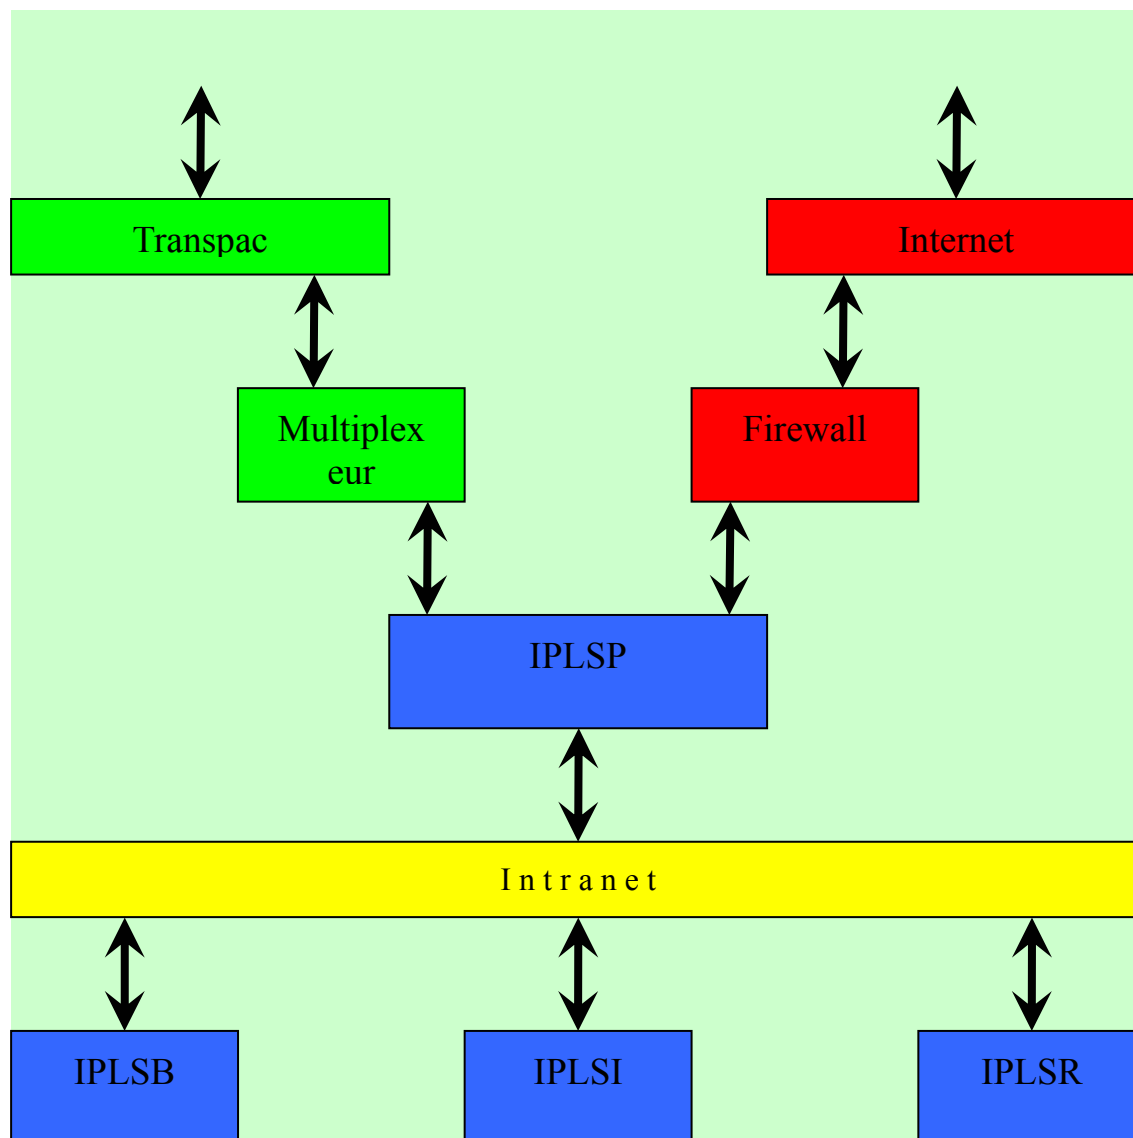 Transpac
Internet
Multiplex
eur
Firewall
IPLSP
I n t r a n e t
IPLSB
IPLSI
IPLSR